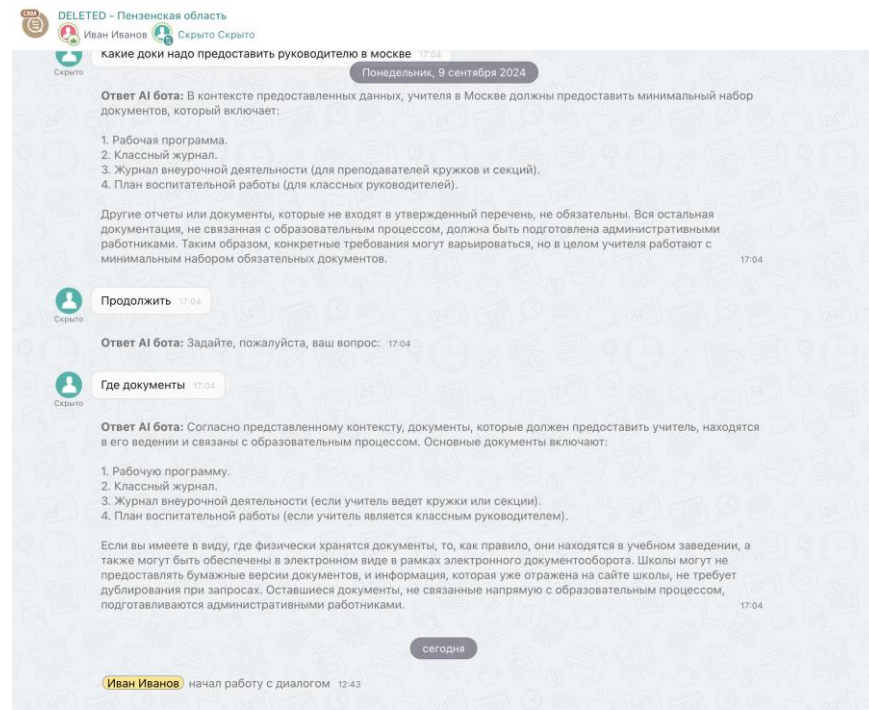 CRM
DELETED - Пензенская область
Иван Иванов Скрыто Скрыто
Какие доки надо предоставить руководителю в москве 17:04
Скрыто
Понедельник, 9 сентября 2024
Ответ AI бота: В контексте предоставленных данных, учителя в Москве должны предоставить минимальный набор
документов, который включает:
1. Рабочая программа.
2. Классный журнал.
3. Журнал внеурочной деятельности (для преподавателей кружков и секций).
4. План воспитательной работы (для классных руководителей).
Другие отчеты или документы, которые не входят в утвержденный перечень, не обязательны. Вся остальная
документация, не связанная с образовательным процессом, должна быть подготовлена административными
работниками. Таким образом, конкретные требования могут варьироваться, но в целом учителя работают с
минимальным набором обязательных документов. 17:04
Продолжить 17:04
Скрыто
Ответ AI бота: Задайте, пожалуйста, ваш вопрос: 17:04
Где документы 17:04
Скрыто
Ответ AI бота: Согласно представленному контексту, документы, которые должен предоставить учитель, находятся
в его ведении и связаны с образовательным процессом. Основные документы включают:
1. Рабочую программу.
2. Классный журнал.
3. Журнал внеурочной деятельности (если учитель ведет кружки или секции).
4. План воспитательной работы (если учитель является классным руководителем).
Если вы имеете в виду, где физически хранятся документы, то, как правило, они находятся в учебном заведении, а
также могут быть обеспечены в электронном виде в рамках электронного документооборота. Школы могут не
предоставлять бумажные версии документов, и информация, которая уже отражена на сайте школы, не требует
дублирования при запросах. Оставшиеся документы, не связанные напрямую с образовательным процессом,
подготавливаются административными работниками. 17:04
сегодня
Иван Иванов начал работу с диалогом 12:43